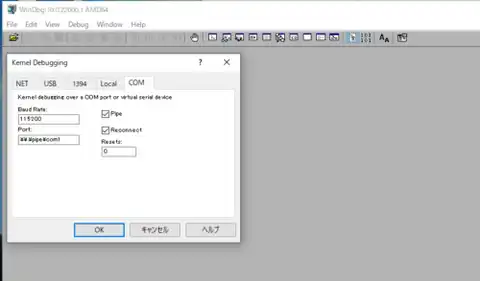 WinDbg:10.0.22000.1 AMD64
File Edit View Debug Window Help
Kernel Debugging
NET USB 1394 Local COM
Kernel debugging over a COM port or virtual serial device
Baud Rate:
115200
Pipe
Port:
¥¥.¥pipe¥com1
Reconnect
Resets:
0
OK キャンセル ヘルプ